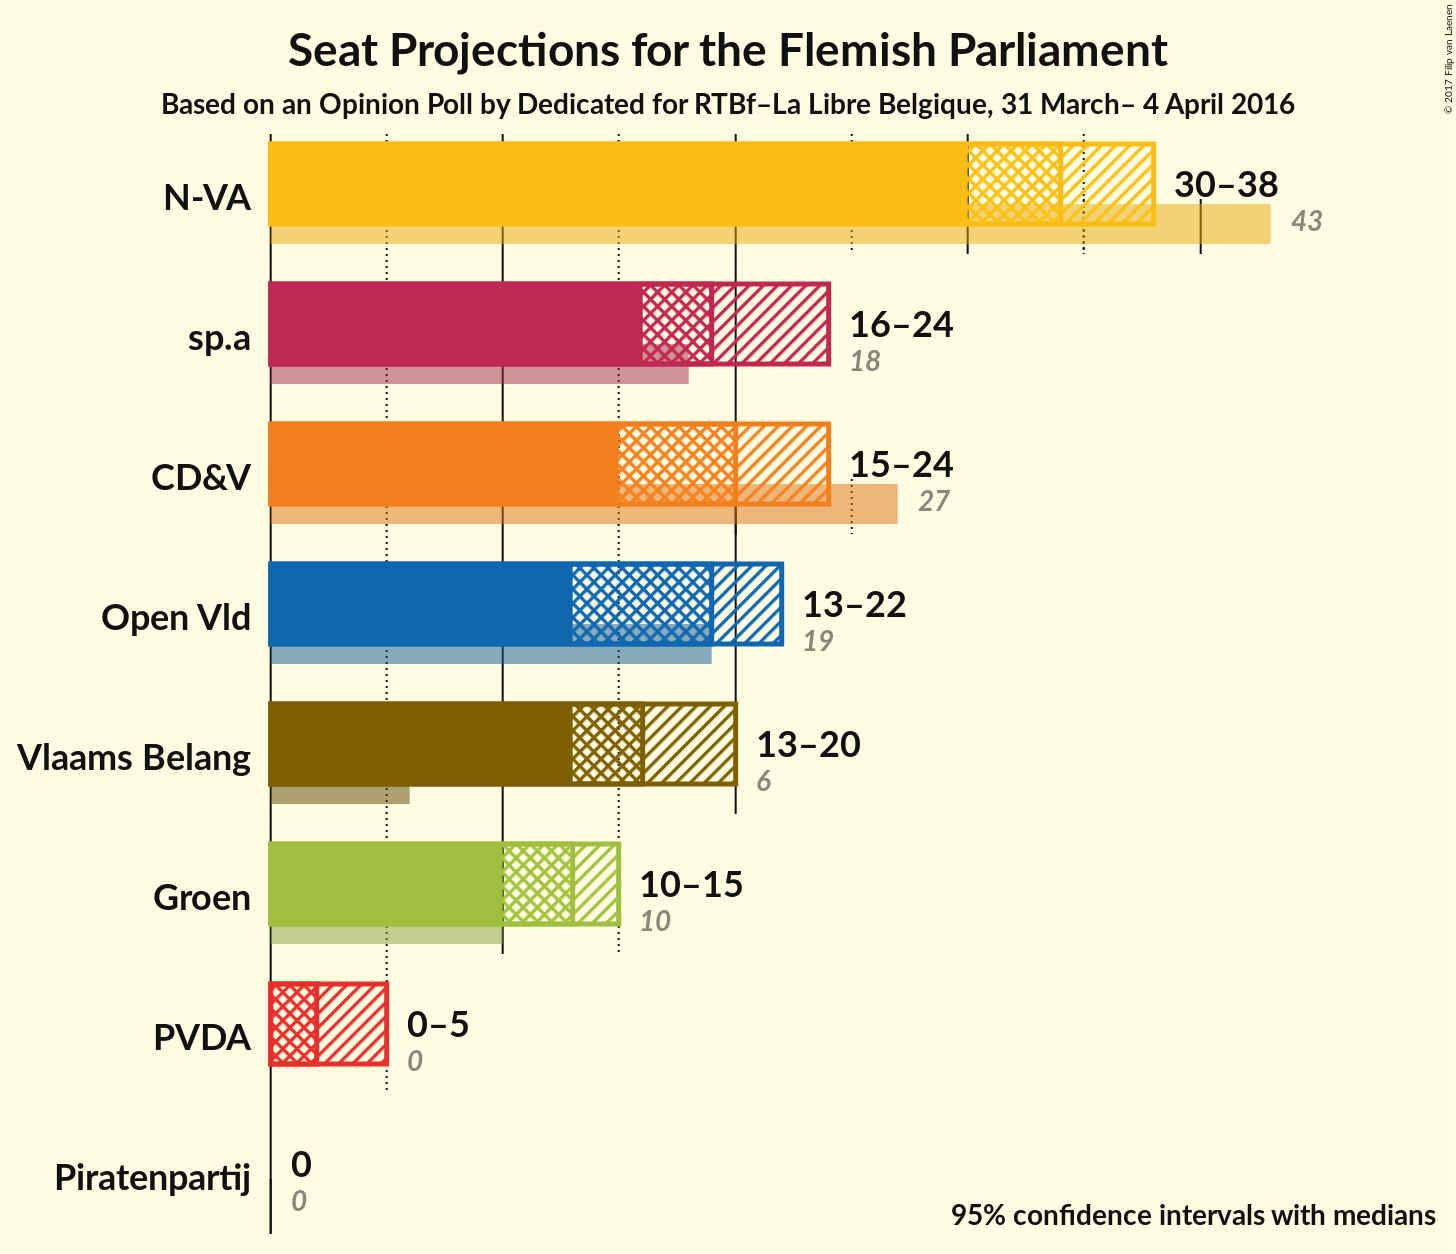 Seat Projections for the Flemish Parliament
Based on an Opinion Poll by Dedicated for RTBf–La Libre Belgique, 31 March– 4 April 2016
© 2017 Filip van Laenen
N-VA
30–38
43
sp.a
16–24
18
CD&V
15–24
27
Open Vld
13–22
19
Vlaams Belang
13–20
6
Groen
10–15
10
PVDA
0–5
0
Piratenpartij
0
0
95% confidence intervals with medians